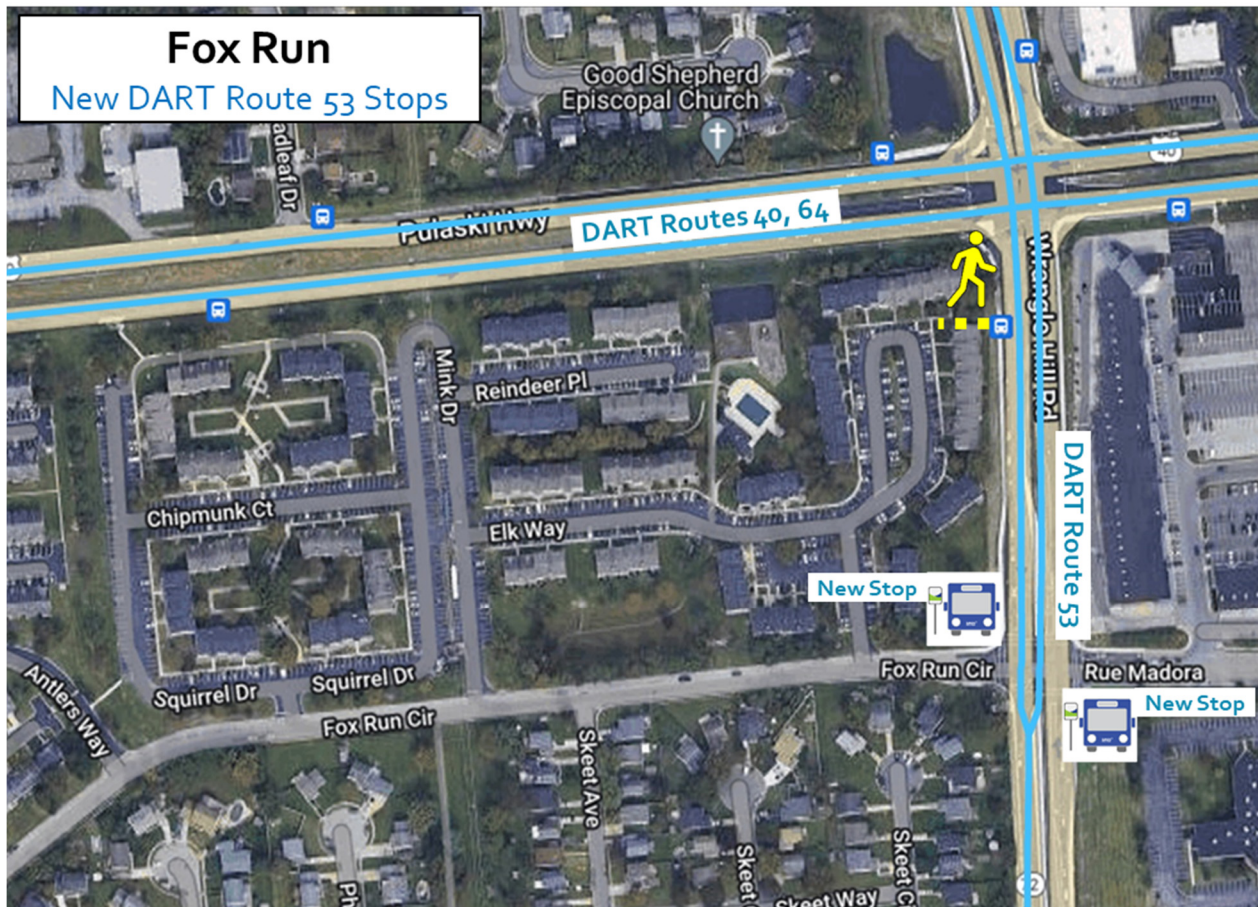 Fox Run
New DART Route 53 Stops
Good Shepherd
Episcopal Church
adleaf Dr
40
Pulaski Hwy
DART Routes 40, 64
Wrangle Hill Rd
Mink Dr
Reindeer Pl
DART Route 53
Chipmunk Ct
Elk Way
New Stop
Fox Run Cir
Rue Madora
Squirrel Dr
Squirrel Dr
Antlers Way
New Stop
Fox Run Cir
Skeet Ave
Skeet
Skeet C
Ph
Skeet Way